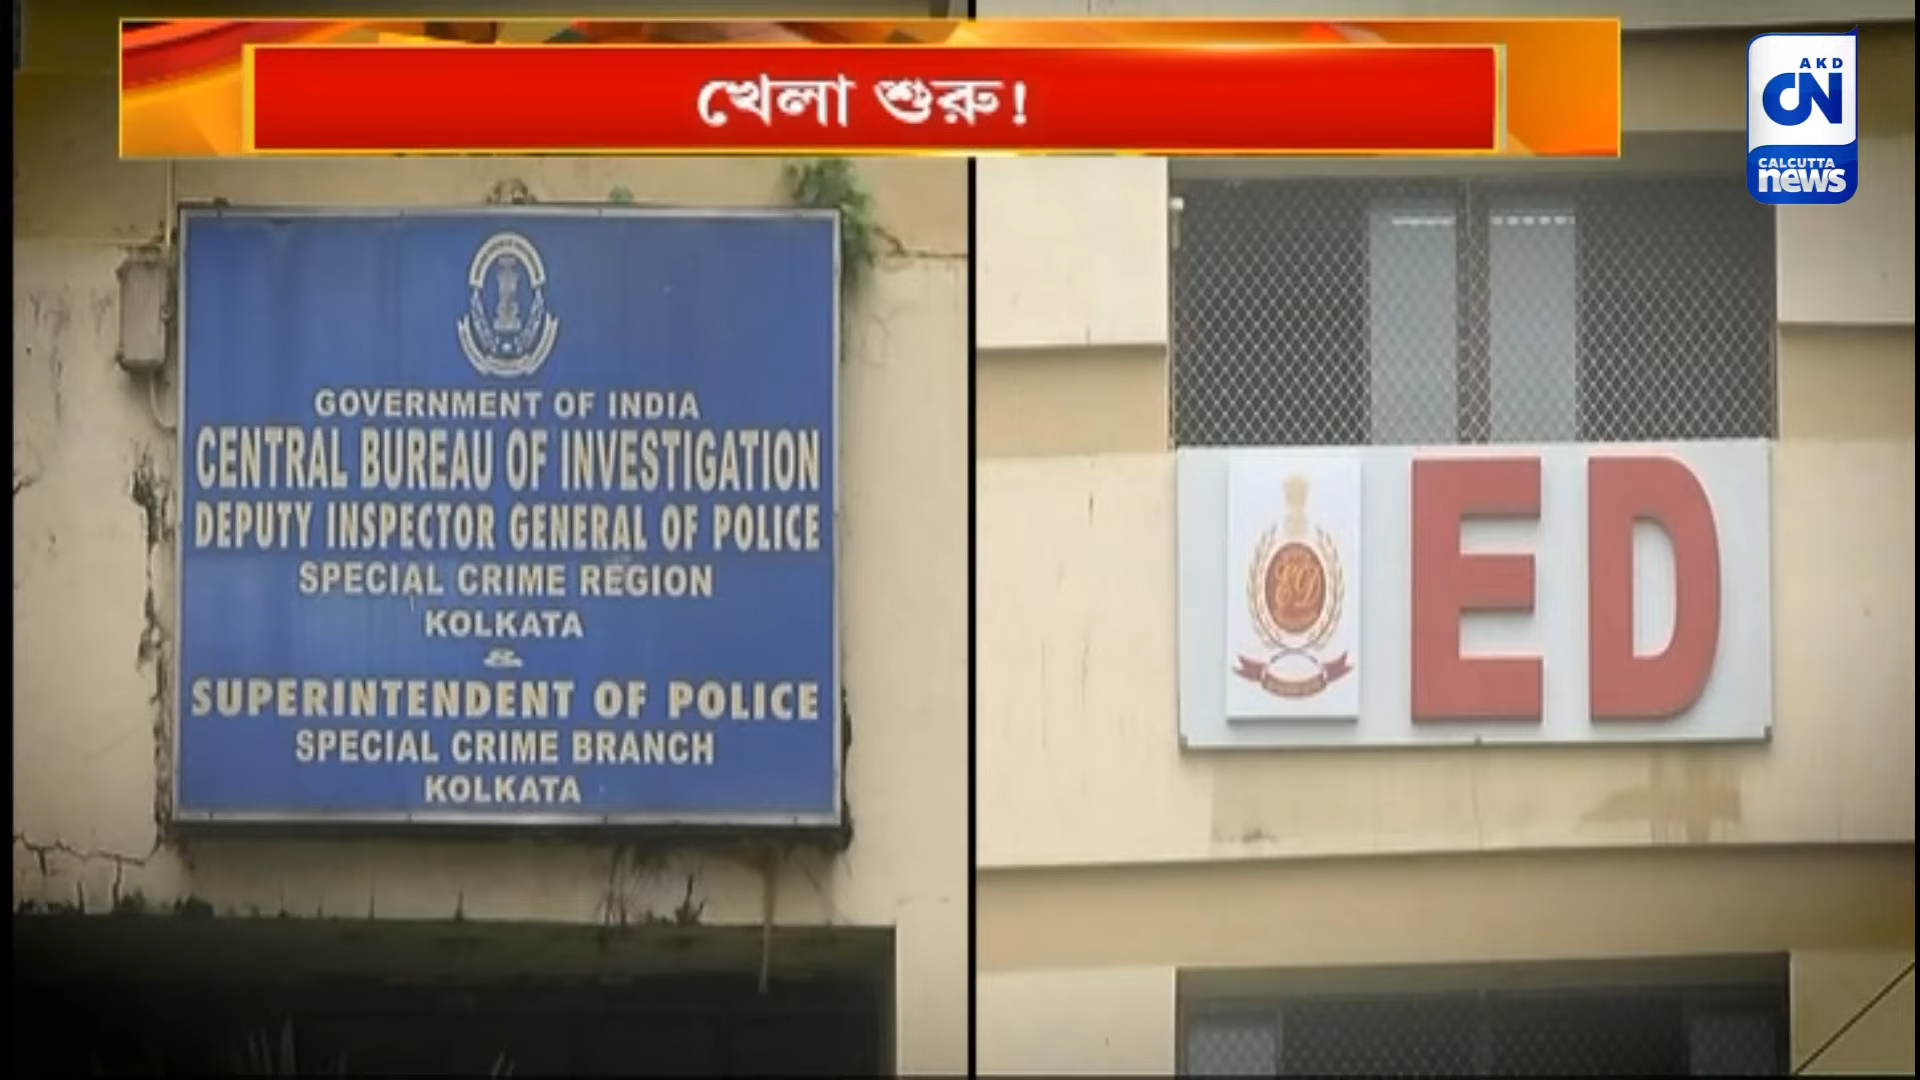 খেলা শুরু!
AKD
CN
CALCUTTA
news
GOVERNMENT OF INDIA
CENTRAL BUREAU OF INVESTIGATION
DEPUTY INSPECTOR GENERAL OF POLICE
SPECIAL CRIME REGION
KOLKATA
&
SUPERINTENDENT OF POLICE
SPECIAL CRIME BRANCH
KOLKATA
ED